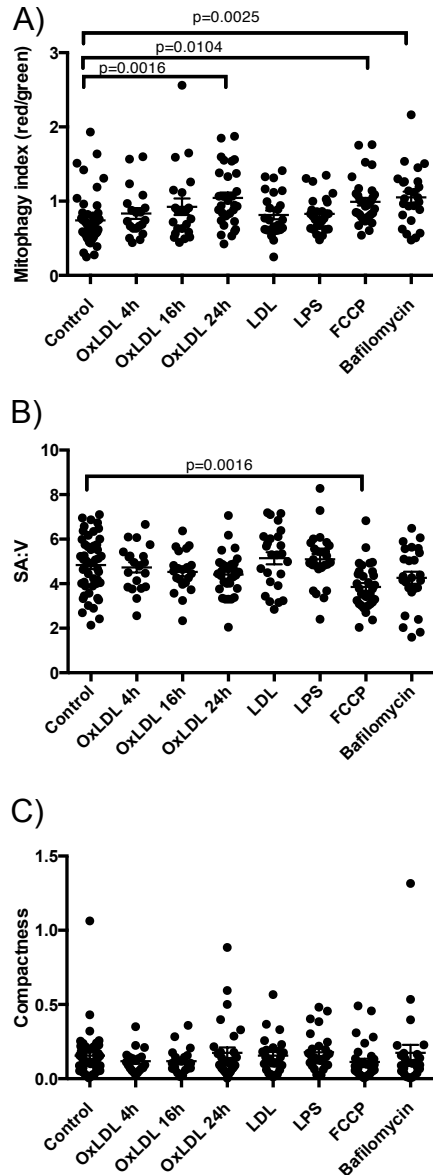 A)
p=0.0025
p=0.0104
p=0.0016
Mitophagy index (red/green)
3
2
1
0
Control
OxLDL 4h
OxLDL 16h
OxLDL 24h
LDL
LPS
FCCP
Bafilomycin
B)
p=0.0016
SA:V
10
8
6
4
2
0
Control
OxLDL 4h
OxLDL 16h
OxLDL 24h
LDL
LPS
FCCP
Bafilomycin
C)
Compactness
1.5
1.0
0.5
0.0
Control
OxLDL 4h
OxLDL 16h
OxLDL 24h
LDL
LPS
FCCP
Bafilomycin